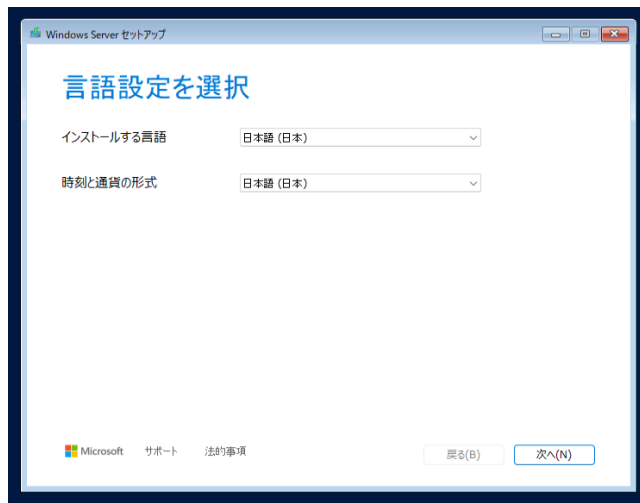 Windows Server セットアップ
言語設定を選択
インストールする言語 日本語 (日本)
時刻と通貨の形式 日本語 (日本)
Microsoft サポート 法的事項 戻る(B) 次へ(N)